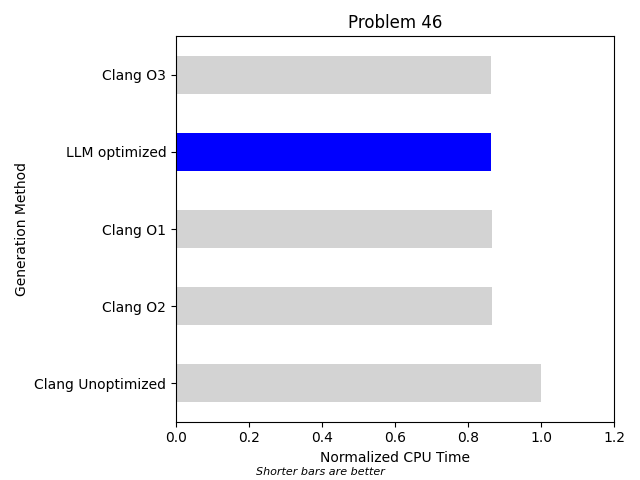 Problem 46
Clang O3
LLM optimized
Clang O1
Clang O2
Clang Unoptimized
Generation Method
0.0 0.2 0.4 0.6 0.8 1.0 1.2
Normalized CPU Time
Shorter bars are better